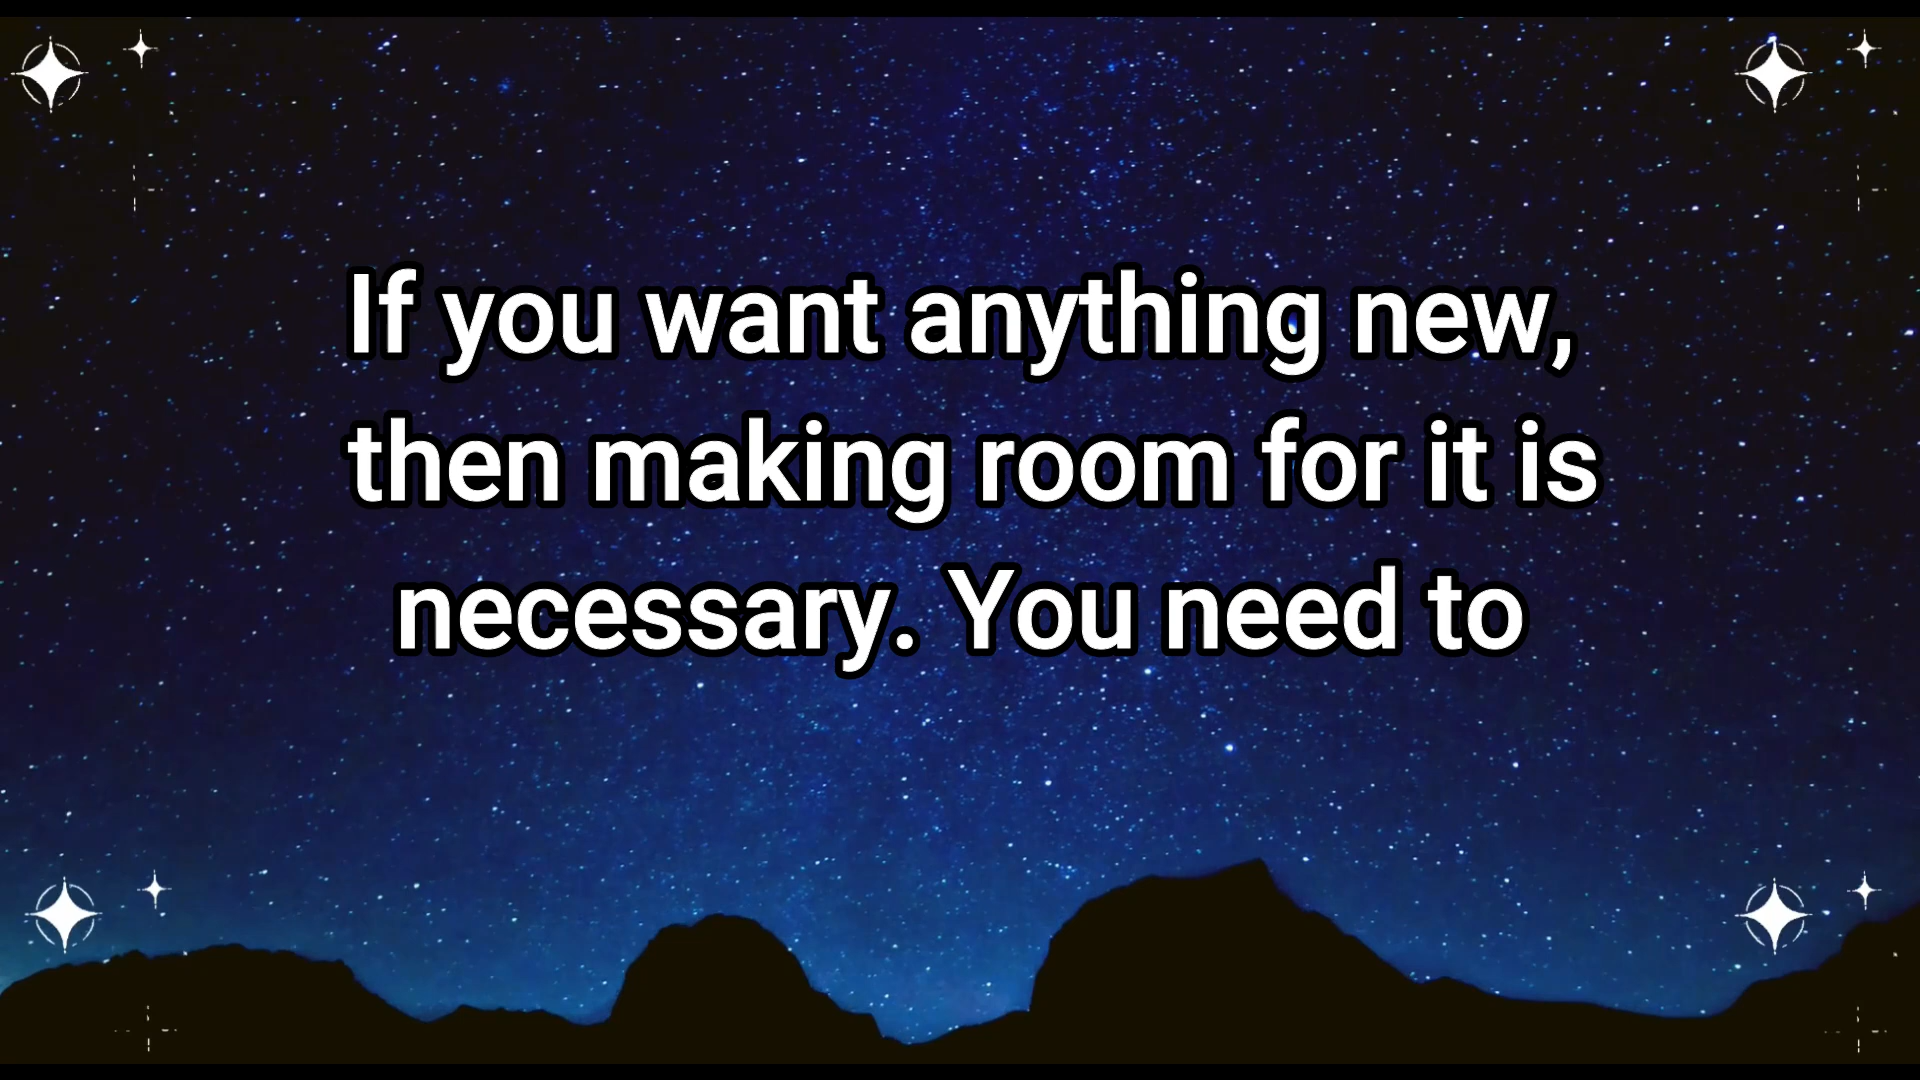 If you want anything new,
then making room for it is
necessary. You need to